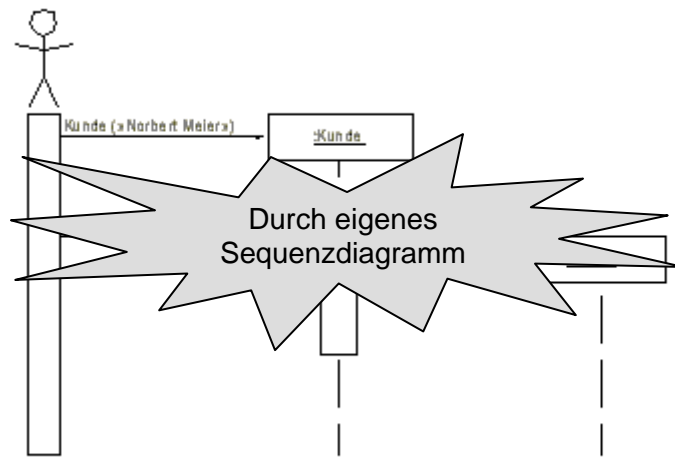 Kunde (»Norbert Meier»)
:Kunde
Durch eigenes
Sequenzdiagramm